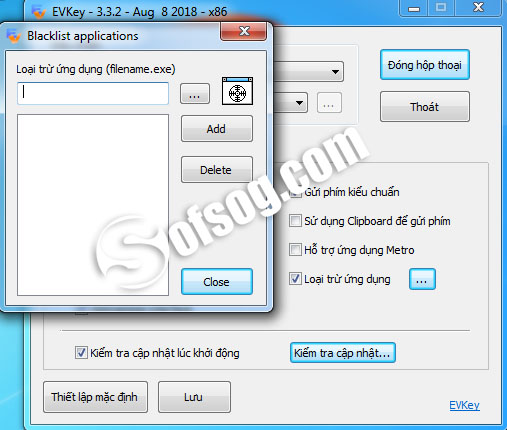 EVKey - 3.3.2 - Aug 8 2018 - x86
Blacklist applications
Loại trừ ứng dụng (filename.exe)
...
Add
Delete
Close
Đóng hộp thoại
...
Thoát
Gửi phím kiểu chuẩn
Sử dụng Clipboard để gửi phím
Hỗ trợ ứng dụng Metro
Loại trừ ứng dụng
...
Kiểm tra cập nhật lúc khởi động
Kiểm tra cập nhật...
Thiết lập mặc định
Lưu
EVKey
Sofsog.com